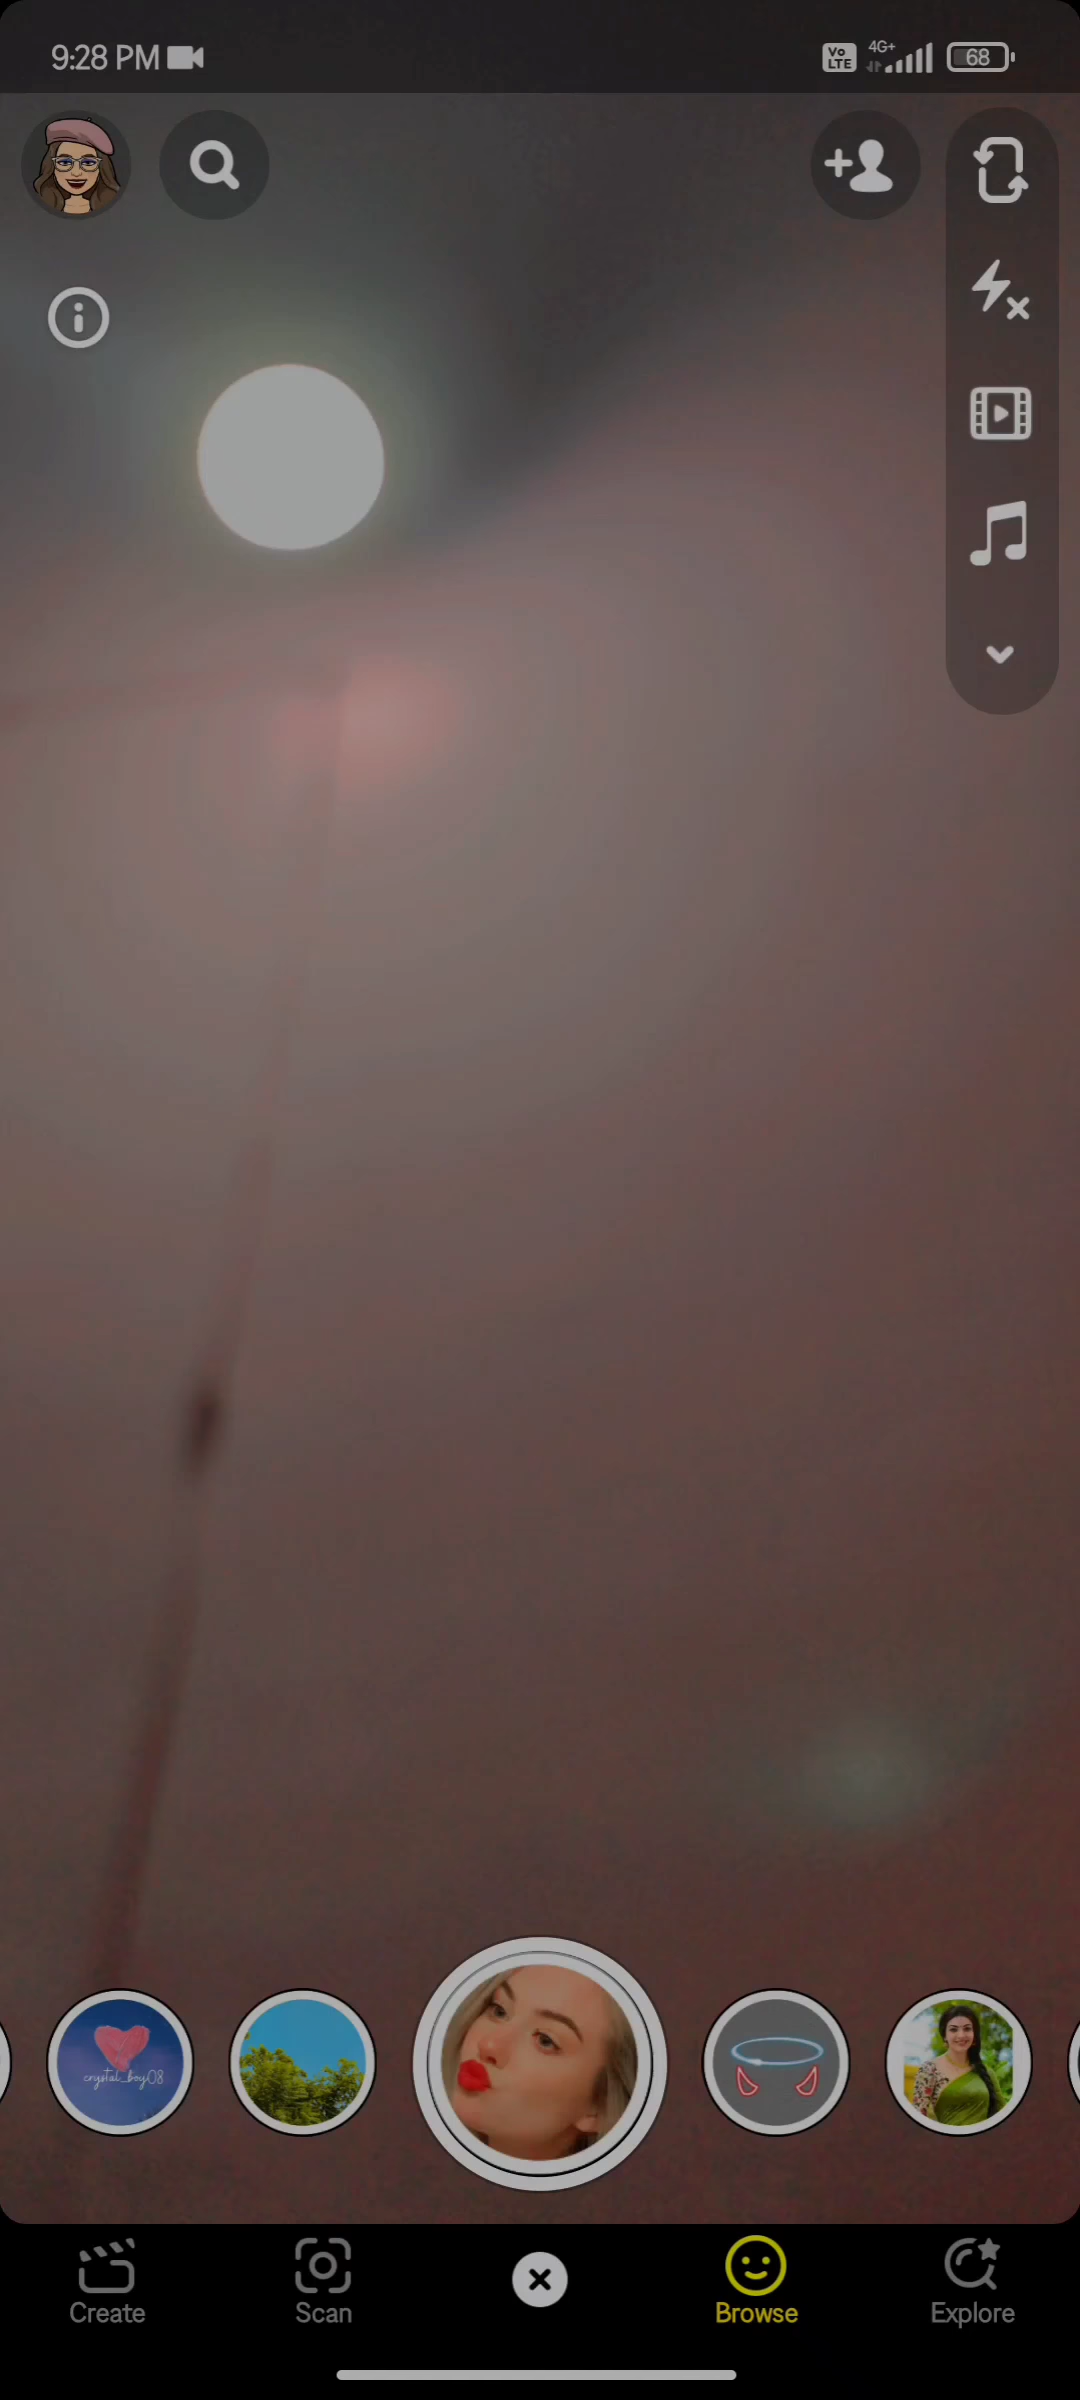 9:28 PM
Vo LTE
4G+
68
crystal_boy08
Create
Scan
Browse
Explore